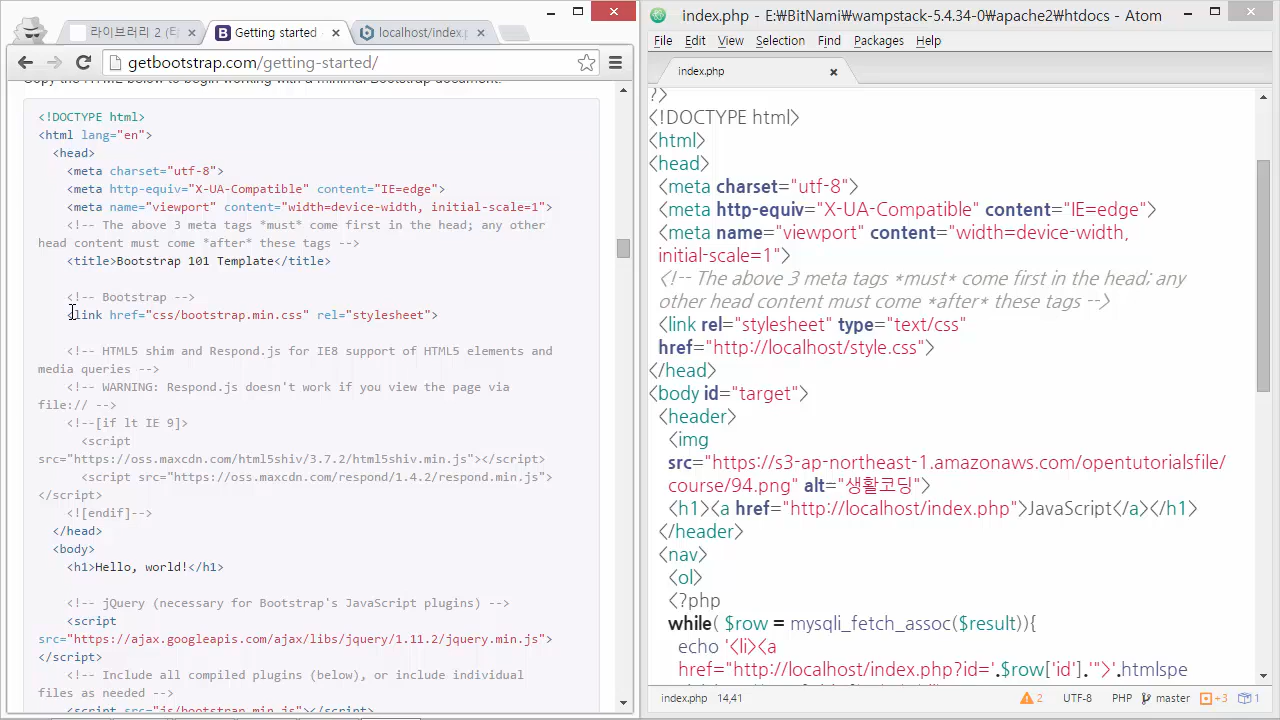 라이브러리 2 (티
Getting started
localhost/index.p
getbootstrap.com/getting-started/
Copy the HTML below to begin working with a minimal Bootstrap document.
<!DOCTYPE html>
<html lang="en">
<head>
<meta charset="utf-8">
<meta http-equiv="X-UA-Compatible" content="IE=edge">
<meta name="viewport" content="width=device-width, initial-scale=1">
<!-- The above 3 meta tags *must* come first in the head; any other
head content must come *after* these tags -->
<title>Bootstrap 101 Template</title>
<!-- Bootstrap -->
<link href="css/bootstrap.min.css" rel="stylesheet">
<!-- HTML5 shim and Respond.js for IE8 support of HTML5 elements and
media queries -->
<!-- WARNING: Respond.js doesn't work if you view the page via
file:// -->
<!--[if lt IE 9]>
<script
src="https://oss.maxcdn.com/html5shiv/3.7.2/html5shiv.min.js"></script>
<script src="https://oss.maxcdn.com/respond/1.4.2/respond.min.js">
</script>
<![endif]-->
</head>
<body>
<h1>Hello, world!</h1>
<!-- jQuery (necessary for Bootstrap's JavaScript plugins) -->
<script
src="https://ajax.googleapis.com/ajax/libs/jquery/1.11.2/jquery.min.js">
</script>
<!-- Include all compiled plugins (below), or include individual
files as needed -->
<script src="js/bootstrap.min.js"></script>
index.php - E:₩BitNami₩wampstack-5.4.34-0₩apache2₩htdocs - Atom
File Edit View Selection Find Packages Help
index.php
?>
<!DOCTYPE html>
<html>
<head>
<meta charset="utf-8">
<meta http-equiv="X-UA-Compatible" content="IE=edge">
<meta name="viewport" content="width=device-width,
initial-scale=1">
<!-- The above 3 meta tags *must* come first in the head; any
other head content must come *after* these tags -->
<link rel="stylesheet" type="text/css"
href="http://localhost/style.css">
</head>
<body id="target">
<header>
<img
src="https://s3-ap-northeast-1.amazonaws.com/opentutorialsfile/
course/94.png" alt="생활코딩">
<h1><a href="http://localhost/index.php">JavaScript</a></h1>
</header>
<nav>
<ol>
<?php
while( $row = mysqli_fetch_assoc($result)){
echo '<li><a
href="http://localhost/index.php?id='.$row['id'].'">'.htmlspe
index.php 14,41 2 UTF-8 PHP master +3 1